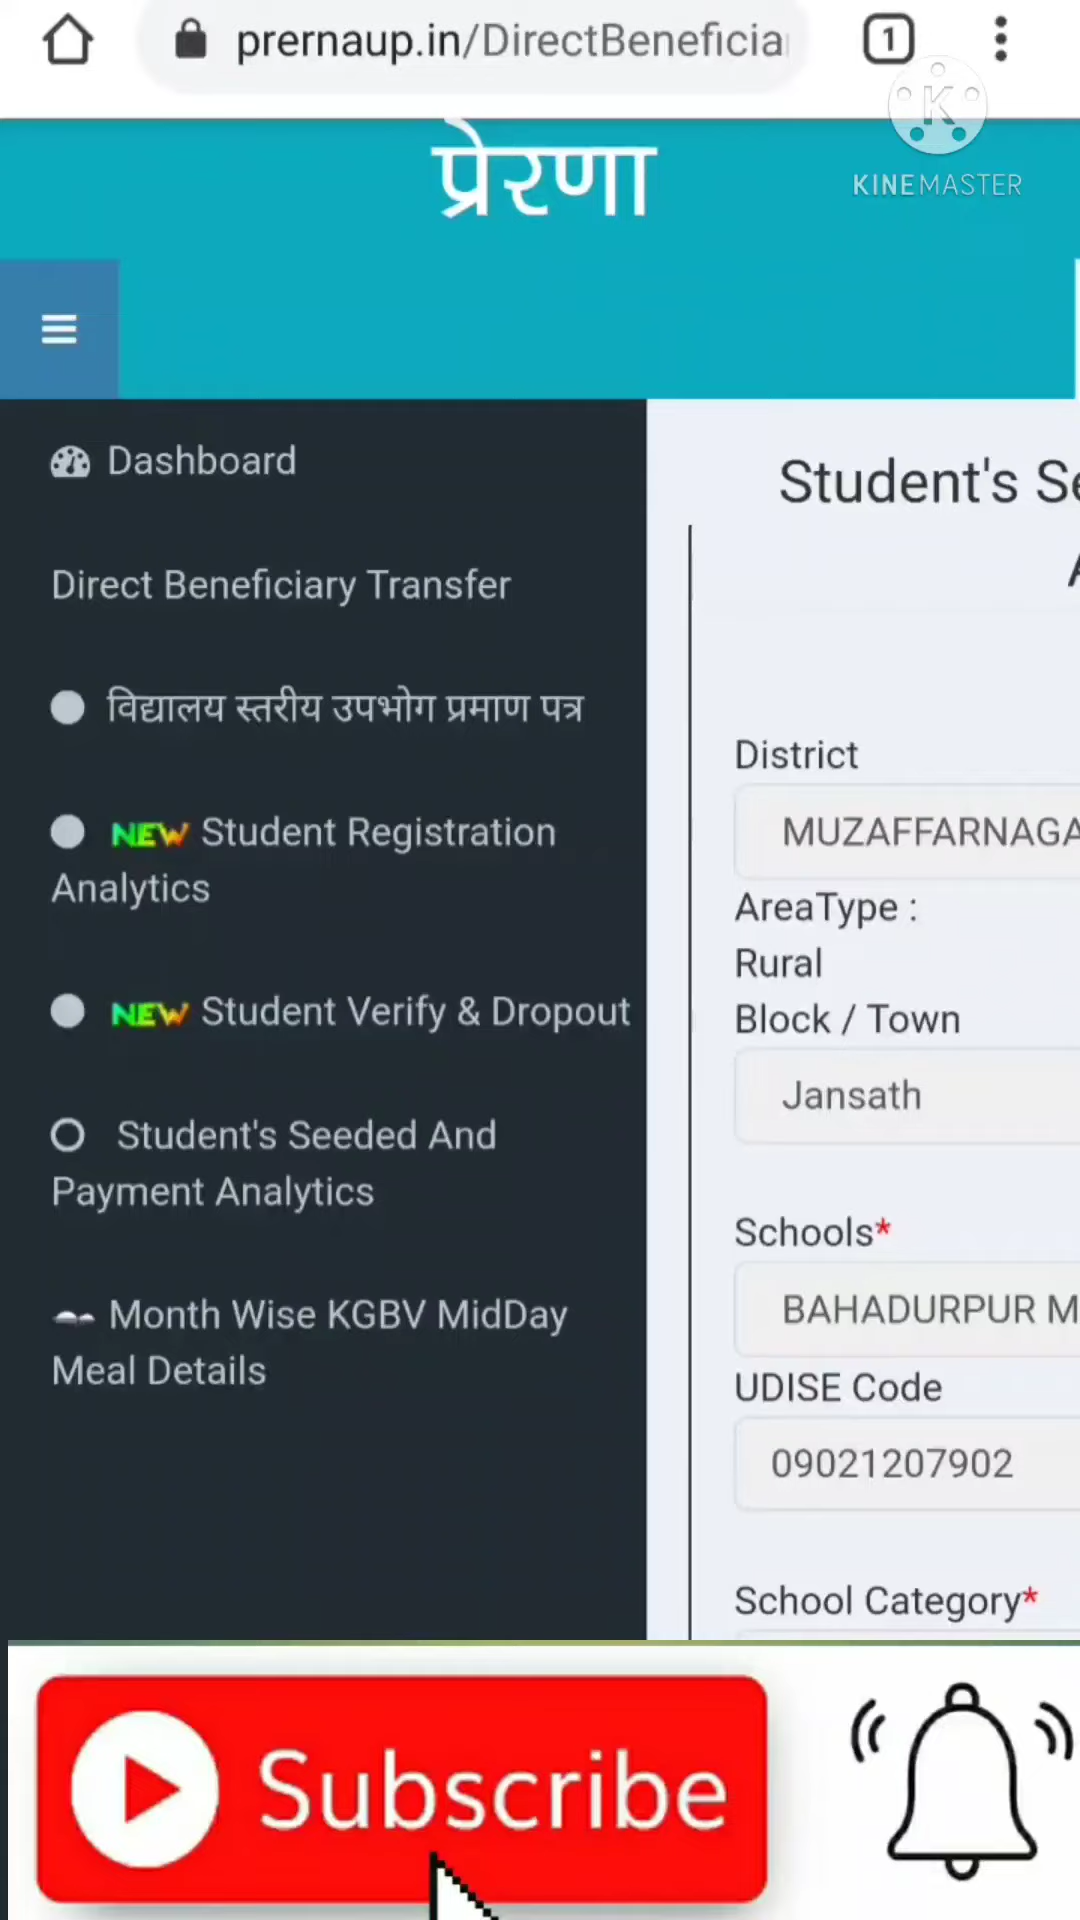 prernaup.in/DirectBeneficia
1
K
KINEMASTER
प्रेरणा
Dashboard
Direct Beneficiary Transfer
विद्यालय स्तरीय उपभोग प्रमाण पत्र
NEW Student Registration
Analytics
NEW Student Verify & Dropout
Student's Seeded And
Payment Analytics
Month Wise KGBV MidDay
Meal Details
Student's Se
A
District
MUZAFFARNAGA
AreaType :
Rural
Block / Town
Jansath
Schools*
BAHADURPUR M
UDISE Code
09021207902
School Category*
Subscribe